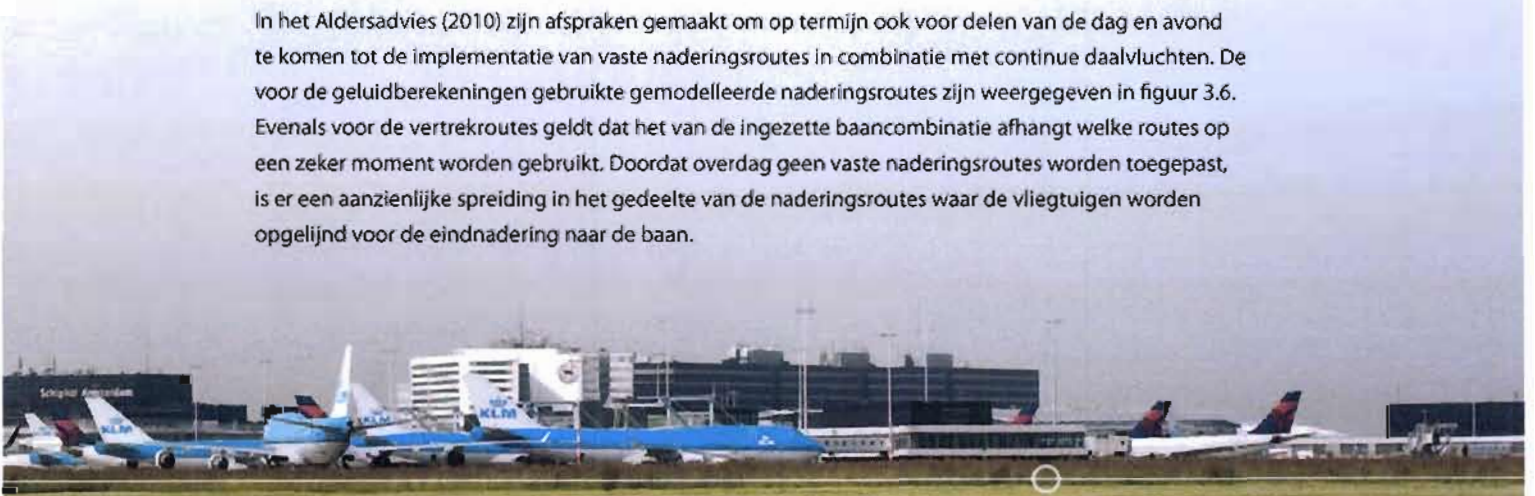 In het Aldersadvies (2010) zijn afspraken gemaakt om op termijn ook voor delen van de dag en avond
te komen tot de implementatie van vaste naderingsroutes in combinatie met continue daalvluchten. De
voor de geluidberekeningen gebruikte gemodelleerde naderingsroutes zijn weergegeven in figuur 3.6.
Evenals voor de vertrekroutes geldt dat het van de ingezette baancombinatie afhangt welke routes op
een zeker moment worden gebruikt. Doordat overdag geen vaste naderingsroutes worden toegepast,
is er een aanzienlijke spreiding in het gedeelte van de naderingsroutes waar de vliegtuigen worden
opgelijnd voor de eindnadering naar de baan.
Schiphol Amsterdam
KLM
KLM
KLM